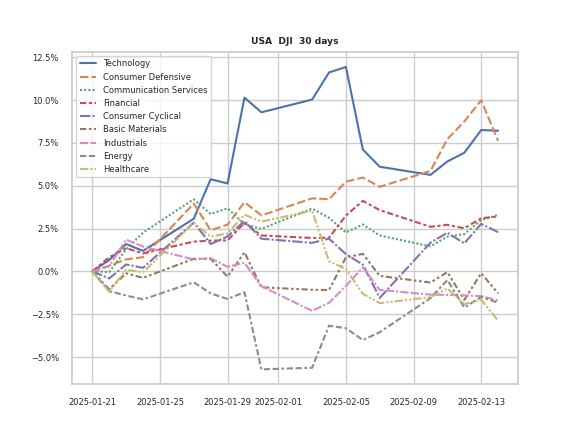 USA  DJI  30 days
12.5%
10.0%
7.5%
5.0%
2.5%
0.0%
−2.5%
−5.0%
Technology
Consumer Defensive
Communication Services
Financial
Consumer Cyclical
Basic Materials
Industrials
Energy
Healthcare
2025-01-21 2025-01-25 2025-01-29 2025-02-01 2025-02-05 2025-02-09 2025-02-13